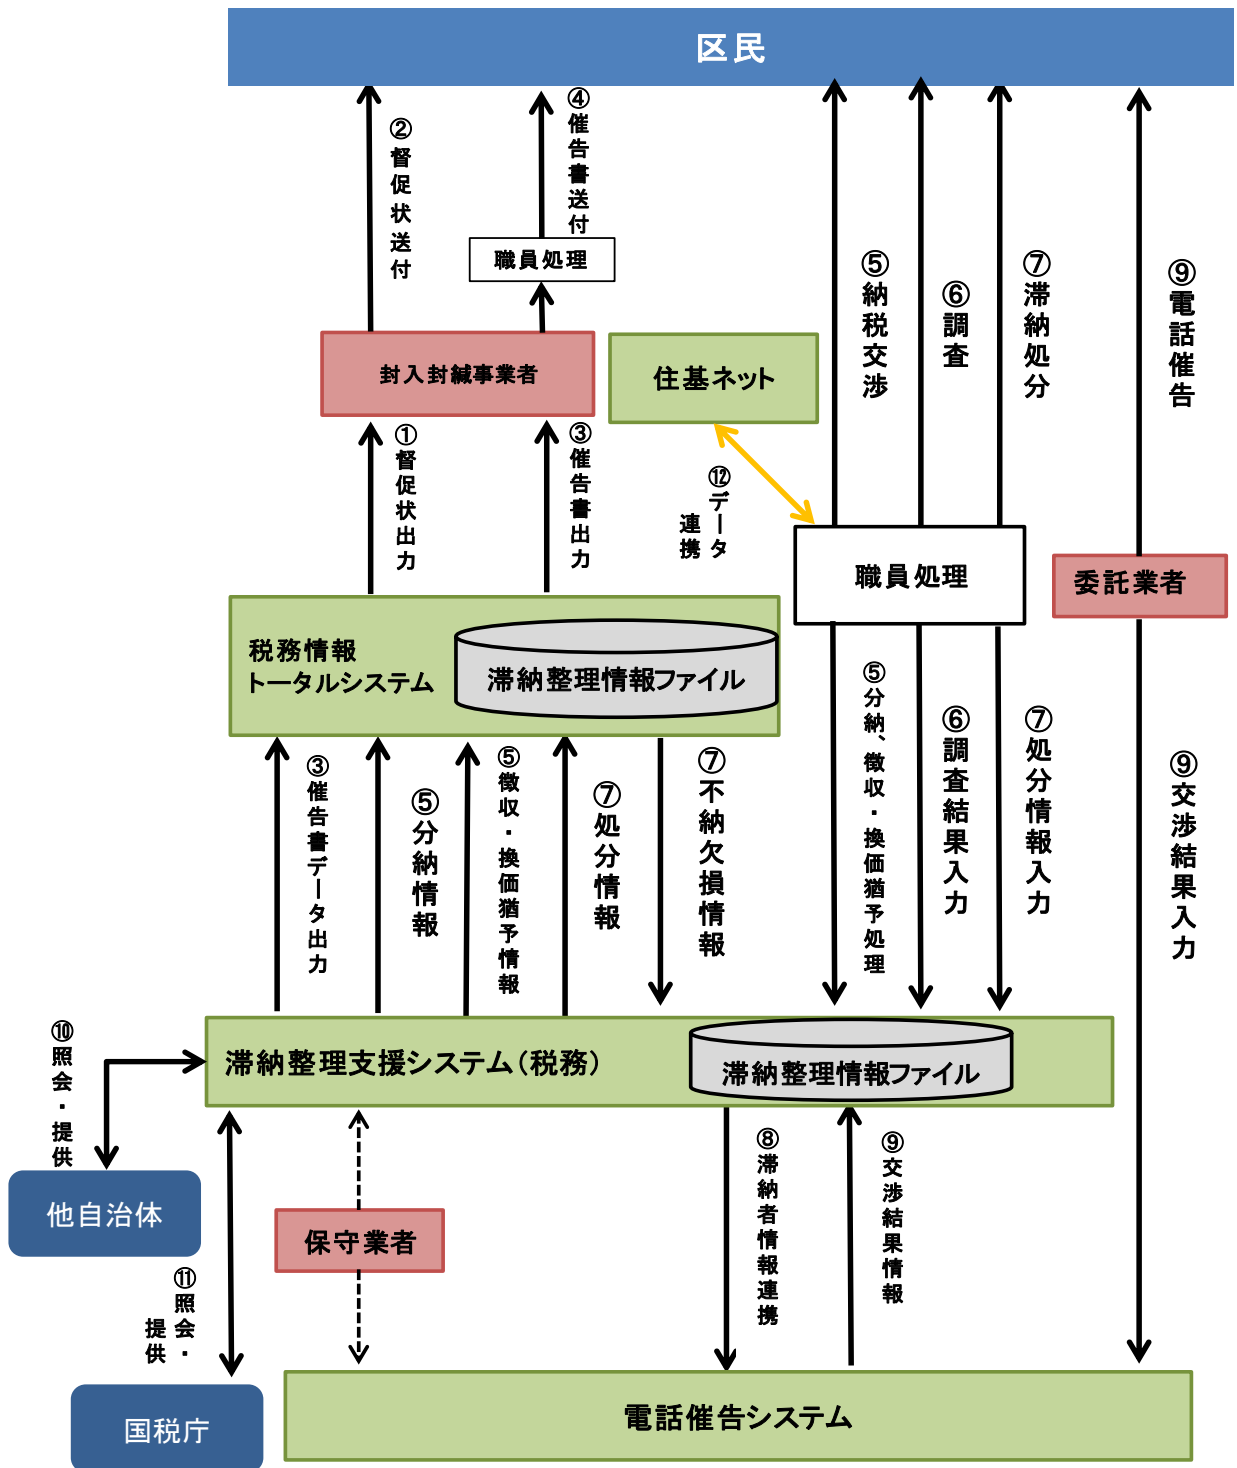 区民
②督促状送付
④催告書送付
職員処理
⑤納税交渉
⑥調査
⑦滞納処分
⑨電話催告
封入封緘事業者
住基ネット
①督促状出力
③催告書出力
⑫データ
連携
職員処理
委託業者
税務情報
トータルシステム
滞納整理情報ファイル
③催告書データ出力
⑤分納情報
⑤徴収・換価猶予情報
⑦処分情報
⑦不納欠損情報
⑤分納、徴収・換価猶予処理
⑥調査結果入力
⑦処分情報入力
⑨交渉結果入力
滞納整理支援システム（税務）
滞納整理情報ファイル
⑩照会・提供
他自治体
⑪照会・
提供
国税庁
保守業者
⑧滞納者情報連携
⑨交渉結果情報
電話催告システム